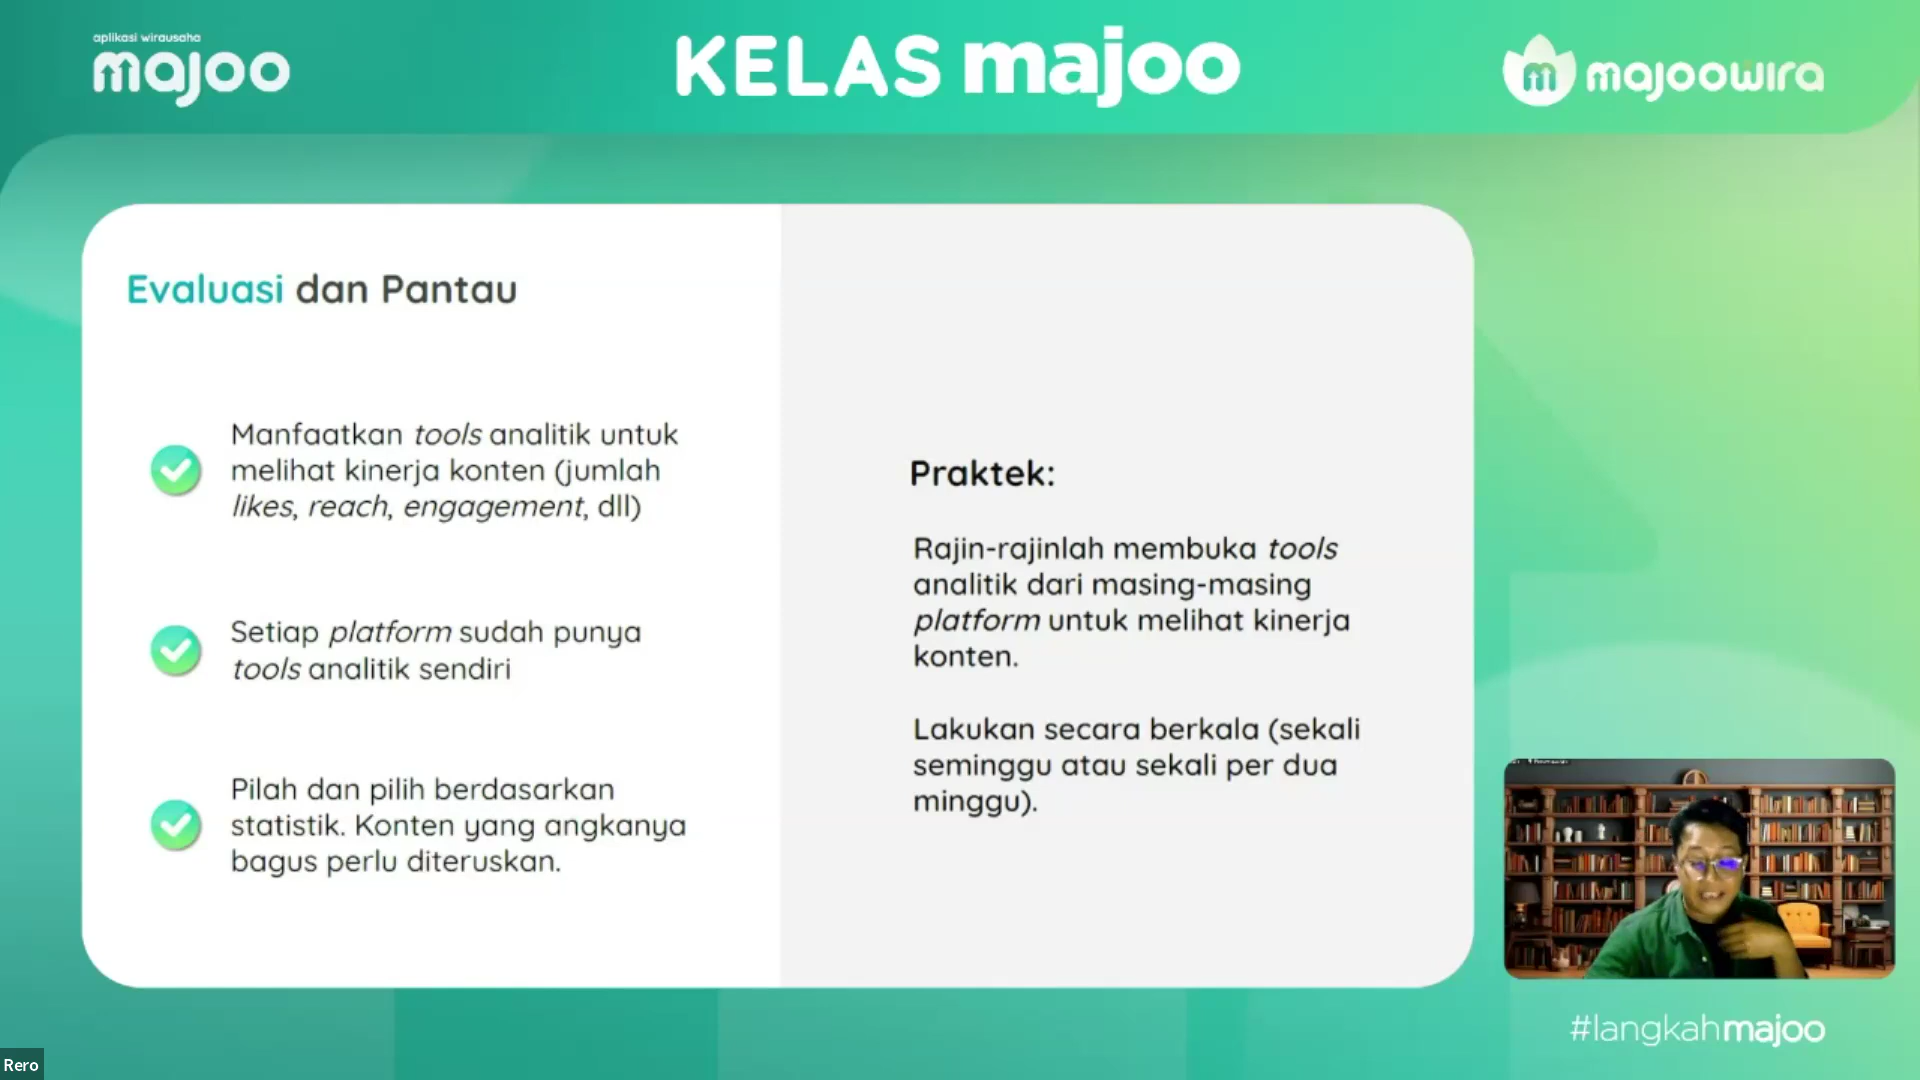 aplikasi wirausaha
majoo
KELAS majoo
majoowira
Evaluasi dan Pantau
Manfaatkan tools analitik untuk
melihat kinerja konten (jumlah
likes, reach, engagement, dll)
Setiap platform sudah punya
tools analitik sendiri
Pilah dan pilih berdasarkan
statistik. Konten yang angkanya
bagus perlu diteruskan.
Praktek:
Rajin-rajinlah membuka tools
analitik dari masing-masing
platform untuk melihat kinerja
konten.
Lakukan secara berkala (sekali
seminggu atau sekali per dua
minggu).
#langkahmajoo
Rero